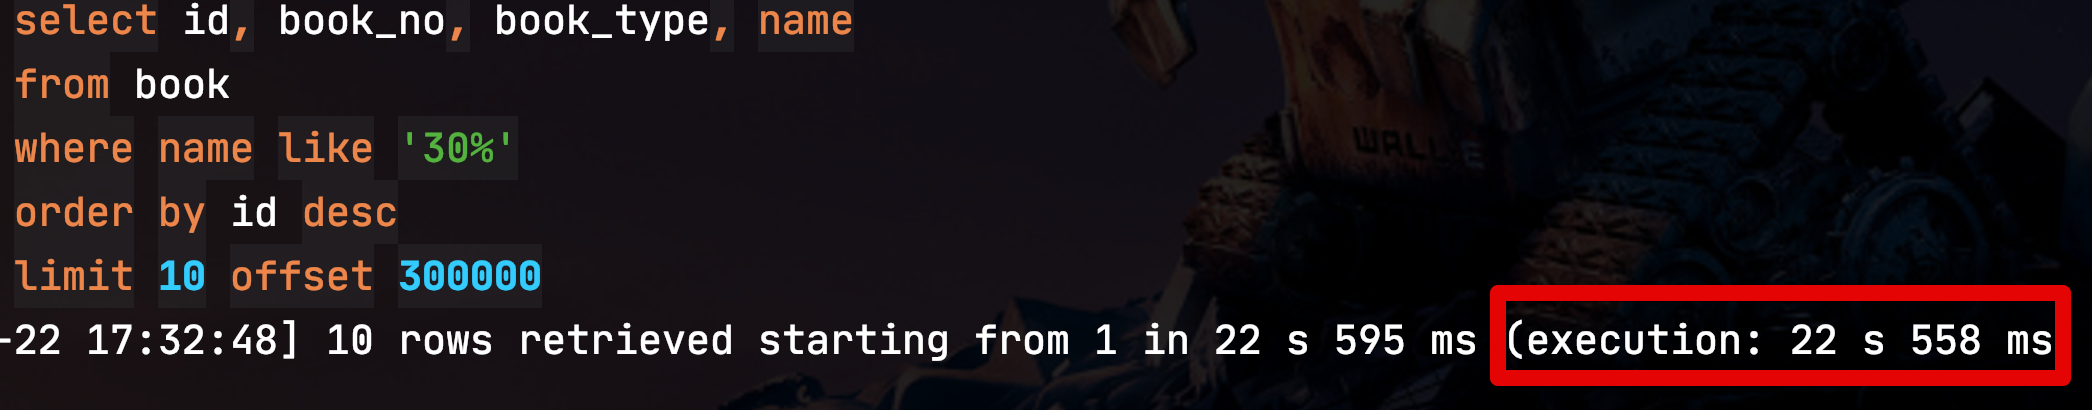 select id, book_no, book_type, name
from book
where name like '30%'
order by id desc
limit 10 offset 300000
-22 17:32:48] 10 rows retrieved starting from 1 in 22 s 595 ms (execution: 22 s 558 ms
WALL E